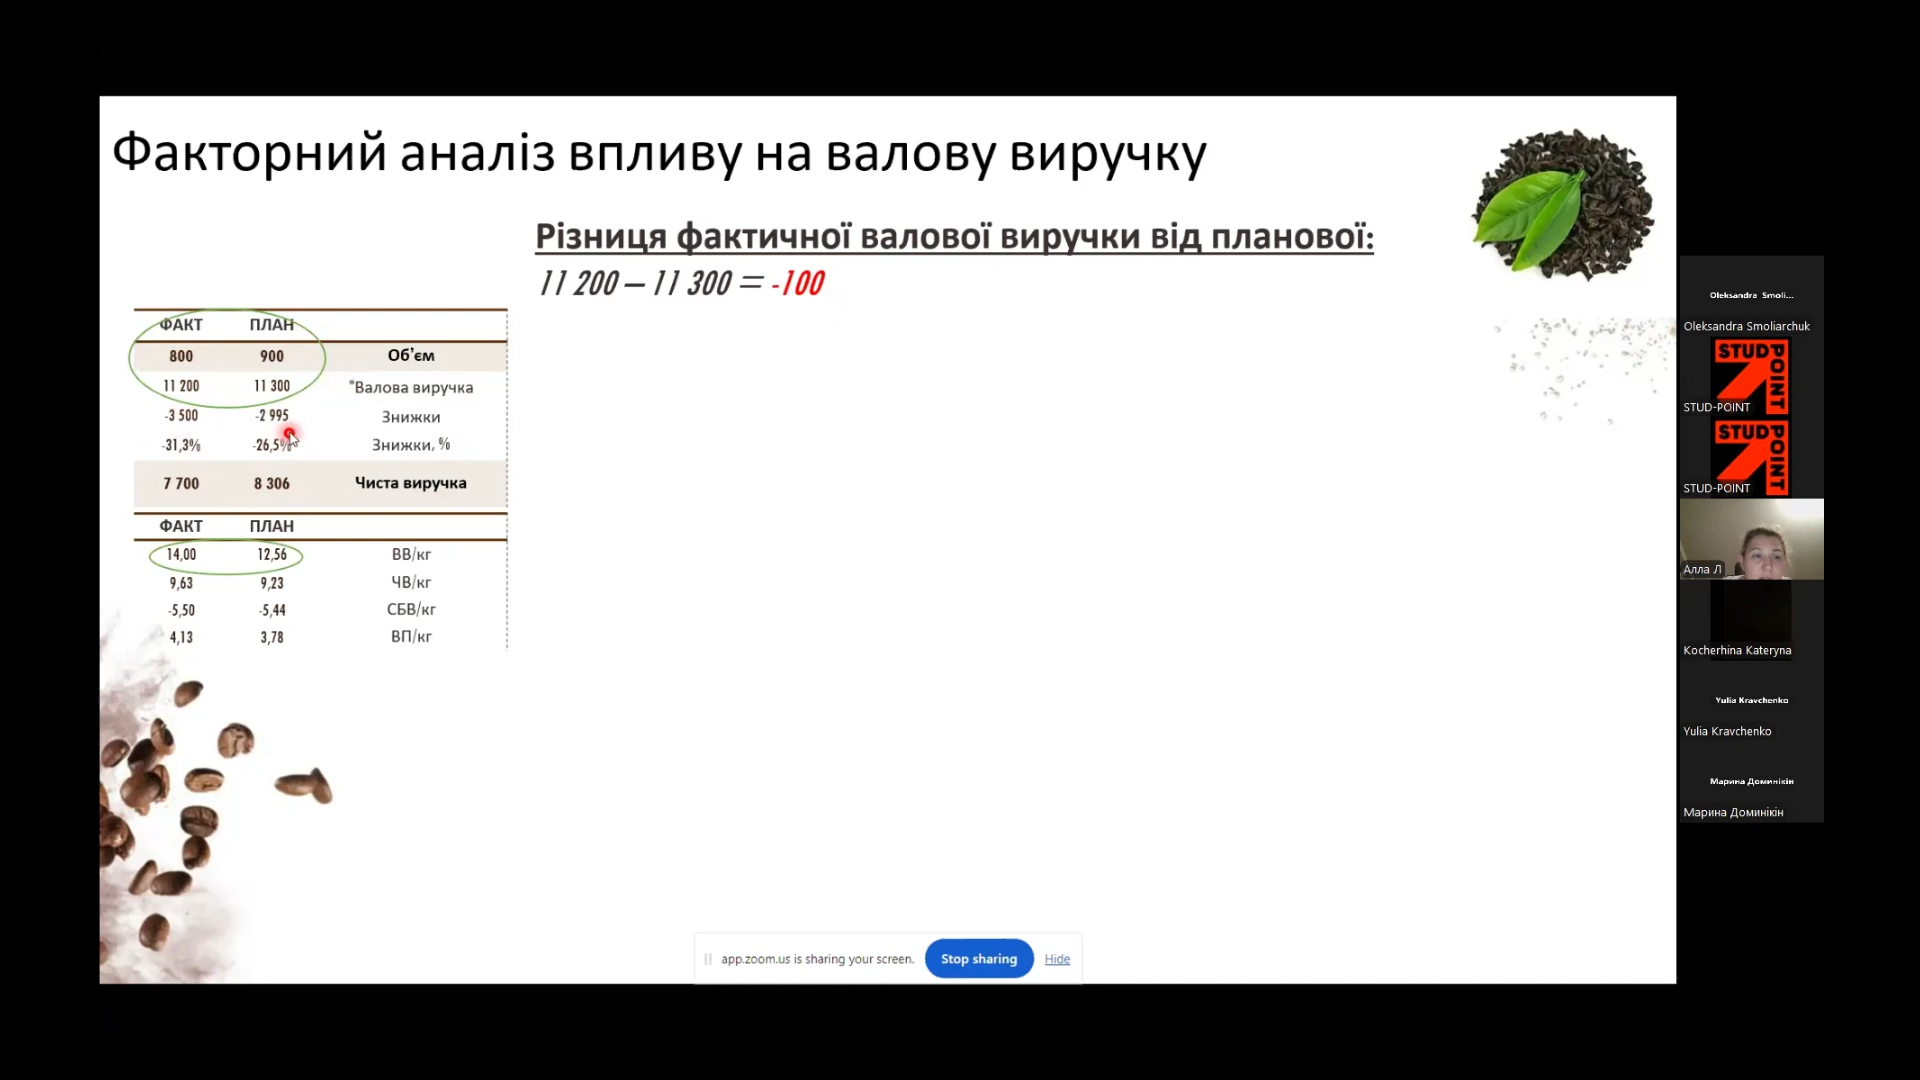 Факторний аналіз впливу на валову виручку
Різниця фактичної валової виручки від планової:
11 200 – 11 300 = -100
ФАКТ ПЛАН
800 900 Об’єм
11 200 11 300 *Валова виручка
-3 500 -2 995 Знижки
-31,3% -26,5% Знижки, %
7 700 8 306 Чиста виручка
ФАКТ ПЛАН
14,00 12,56 ВВ/кг
9,63 9,23 ЧВ/кг
-5,50 -5,44 СБВ/кг
4,13 3,78 ВП/кг
app.zoom.us is sharing your screen. Stop sharing Hide
Oleksandra Smoli...
Oleksandra Smoliarchuk
STUD POINT
STUD-POINT
STUD POINT
STUD-POINT
Алла Л
Kocherhina Kateryna
Yulia Kravchenko
Yulia Kravchenko
Марина Домінікін
Марина Домінікін